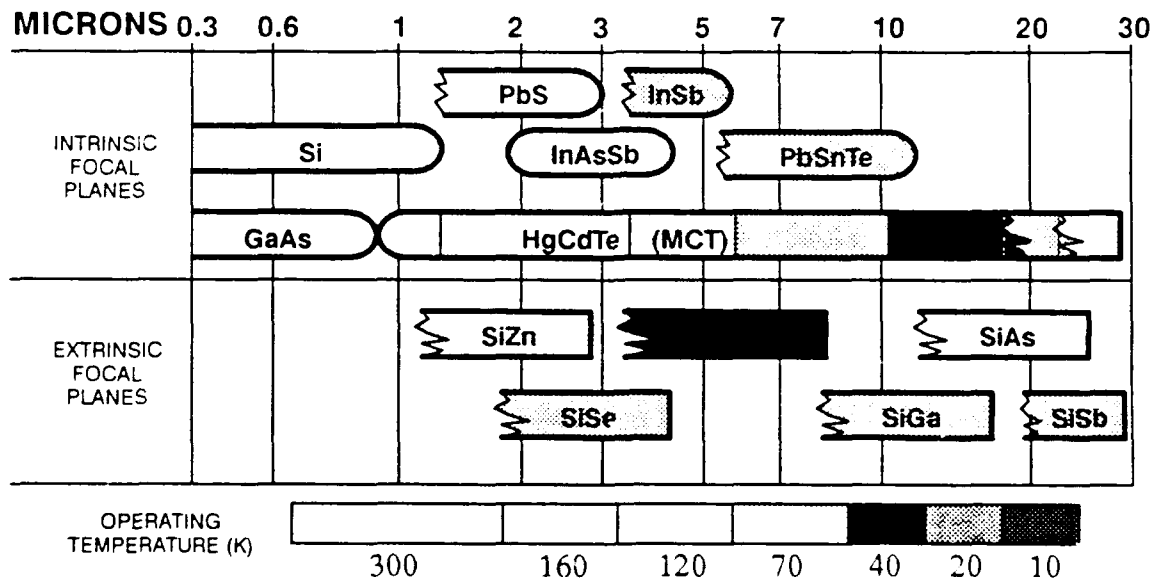 MICRONS 0.3 0.6 1 2 3 5 7 10 20 30
PbS InSb
INTRINSIC
FOCAL
PLANES
Si InAsSb PbSnTe
GaAs HgCdTe (MCT)
EXTRINSIC
FOCAL
PLANES
SiZn SiAs
SiSe SiGa SiSb
OPERATING
TEMPERATURE (K)
300 160 120 70 40 20 10